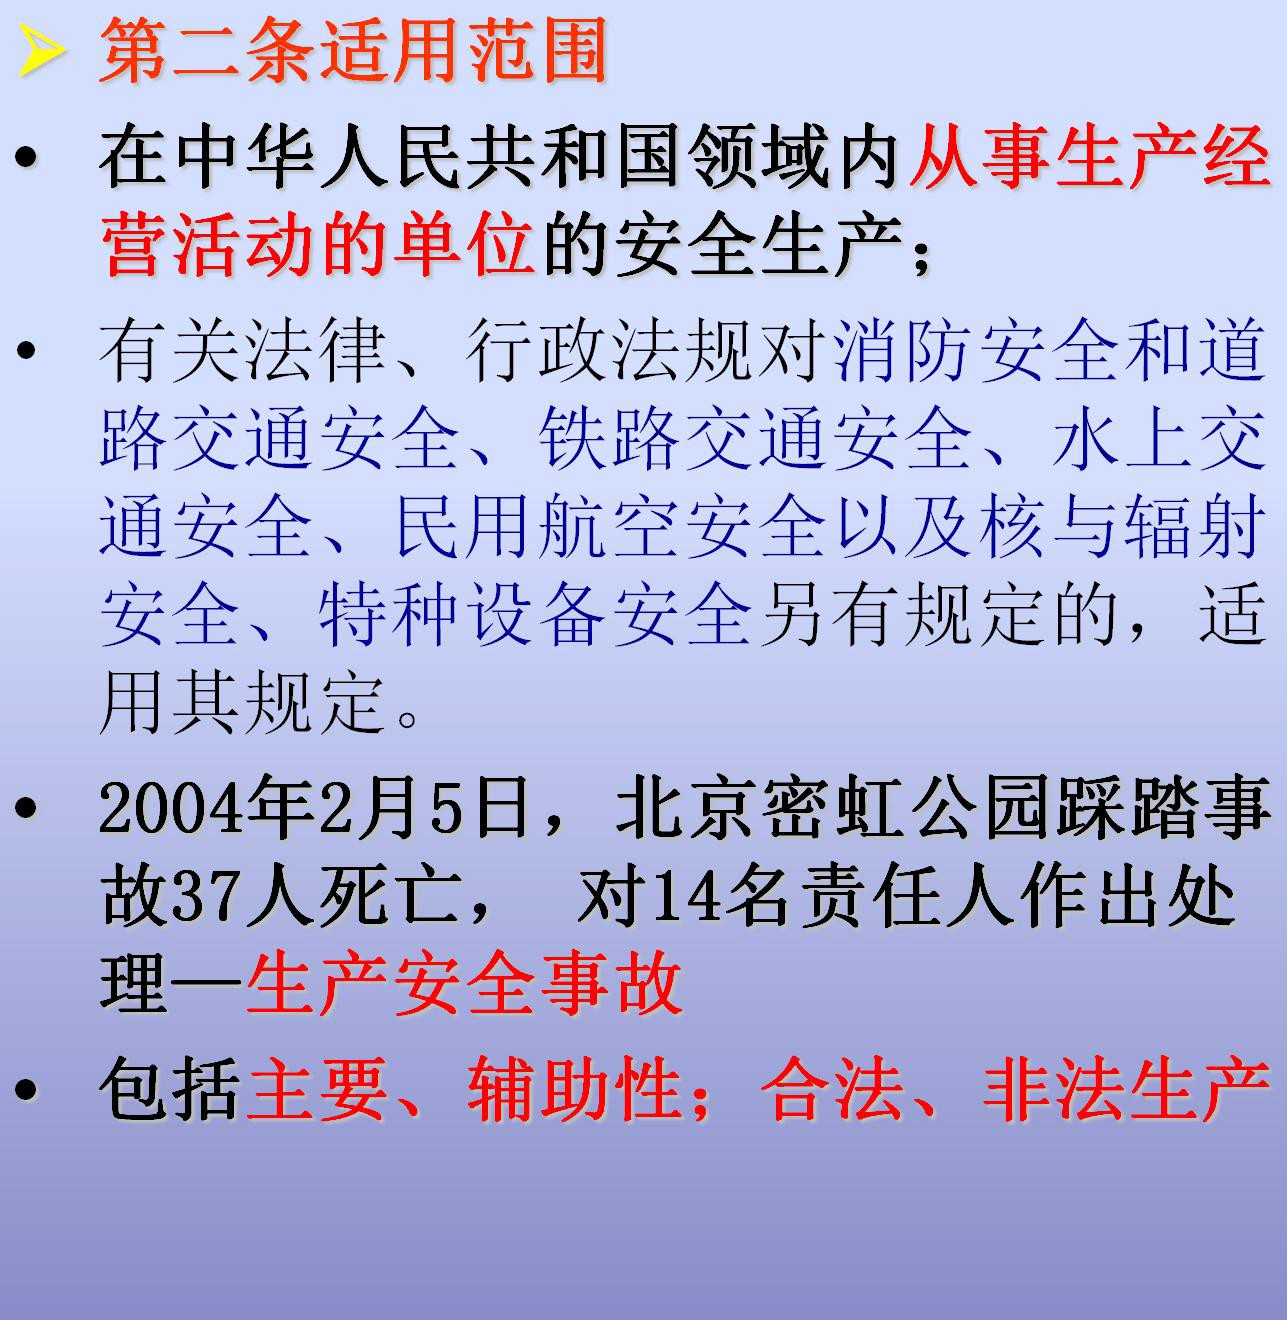 第二条适用范围
• 在中华人民共和国领域内从事生产经
营活动的单位的安全生产；
• 有关法律、行政法规对消防安全和道
路交通安全、铁路交通安全、水上交
通安全、民用航空安全以及核与辐射
安全、特种设备安全另有规定的，适
用其规定。
• 2004年2月5日，北京密虹公园踩踏事
故37人死亡， 对14名责任人作出处
理—生产安全事故
• 包括主要、辅助性；合法、非法生产